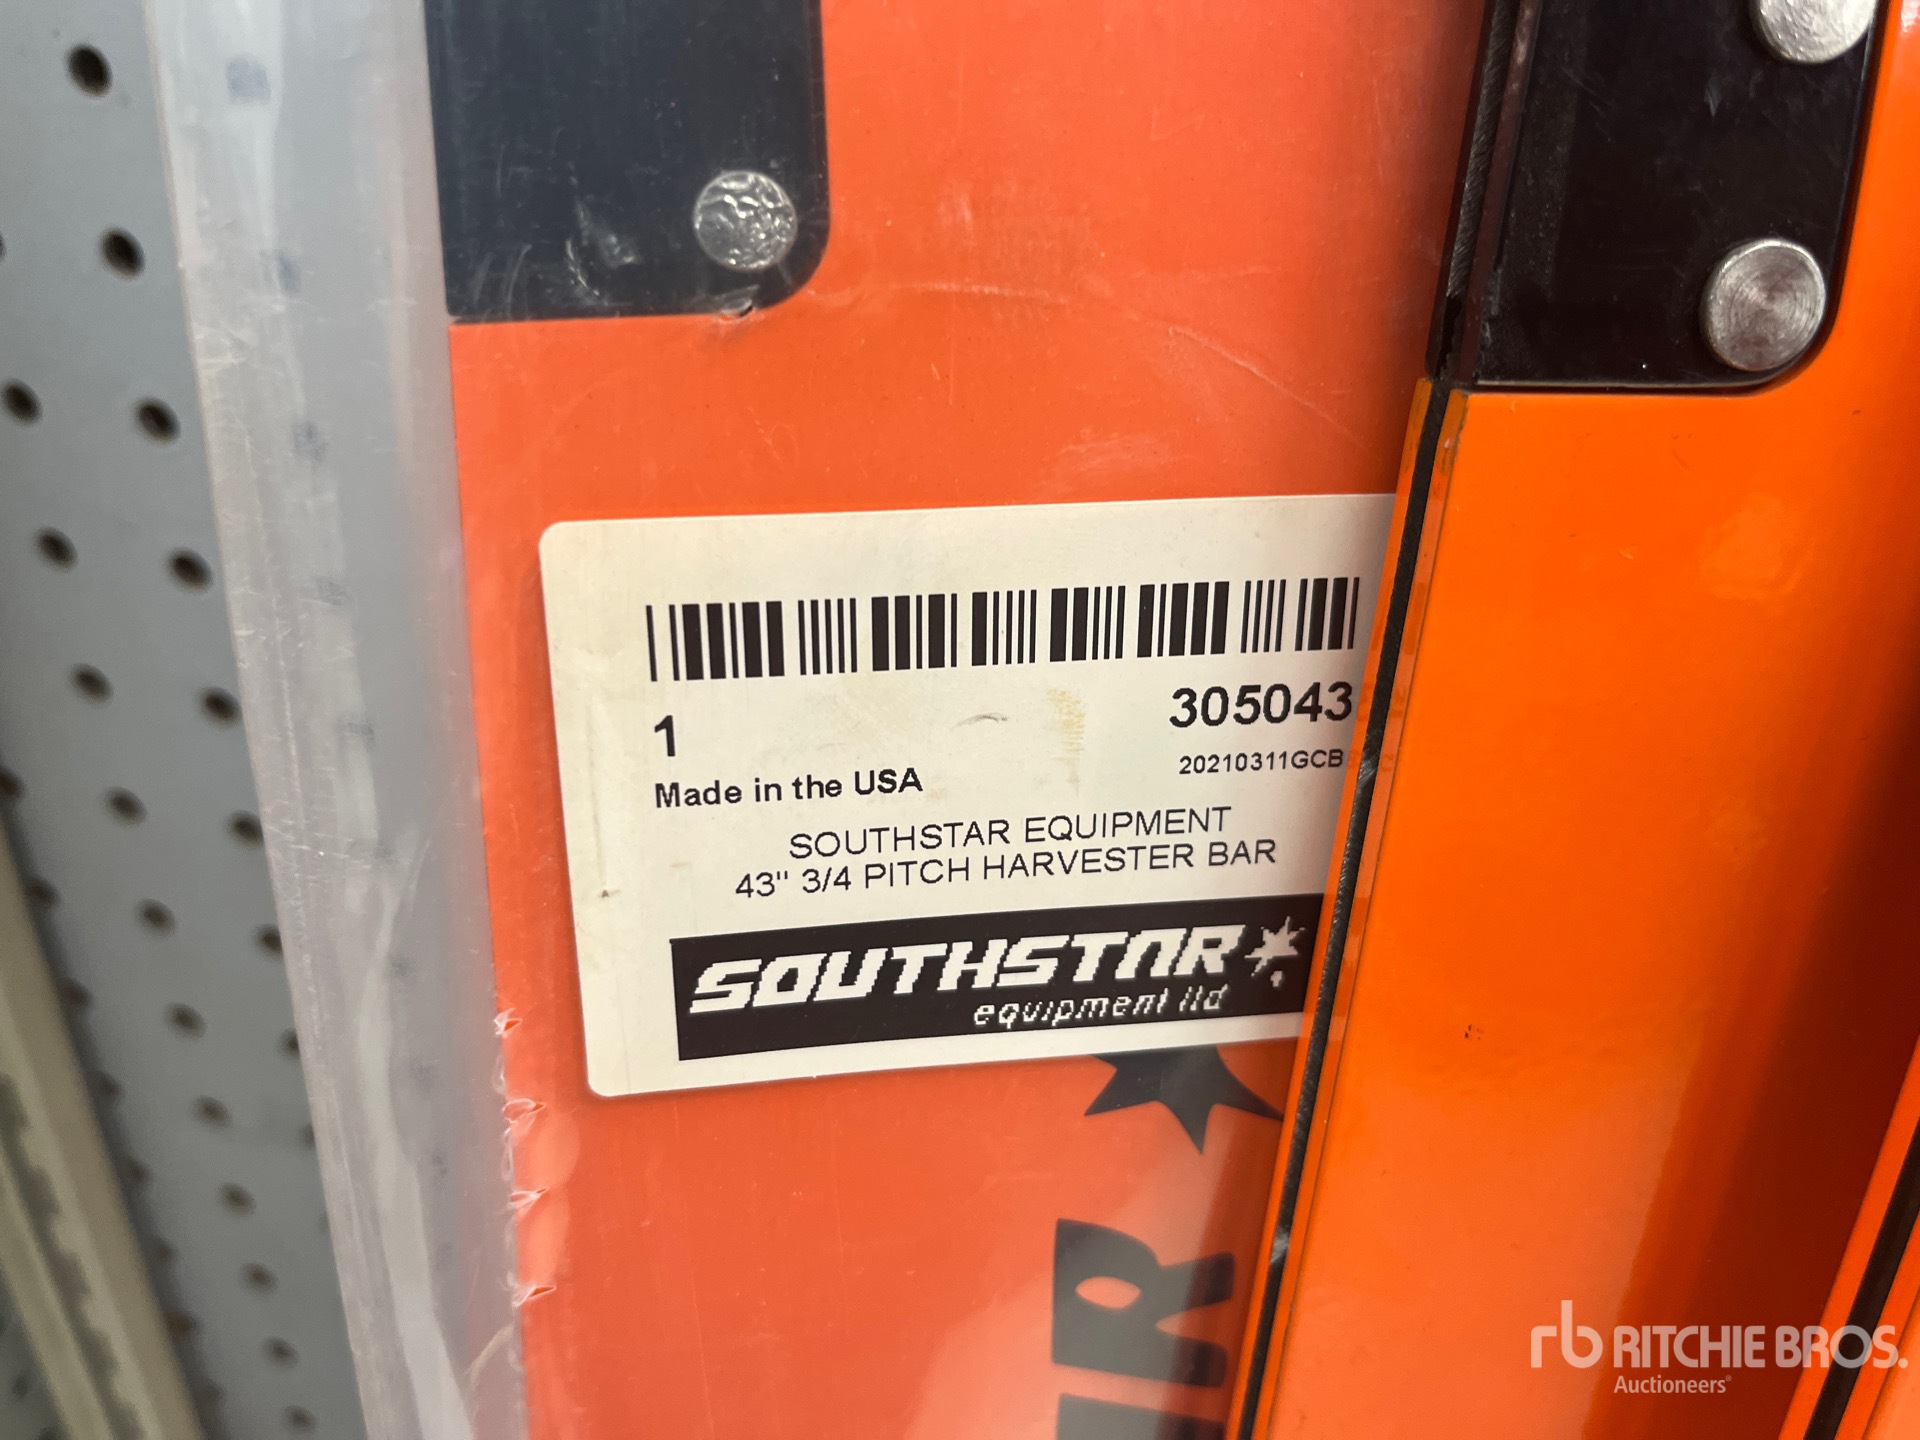 1
305043
20210311GCB
Made in the USA
SOUTHSTAR EQUIPMENT
43" 3/4 PITCH HARVESTER BAR
SOUTHSTAR
equipment ltd
rb RITCHIE BROS.
Auctioneers®